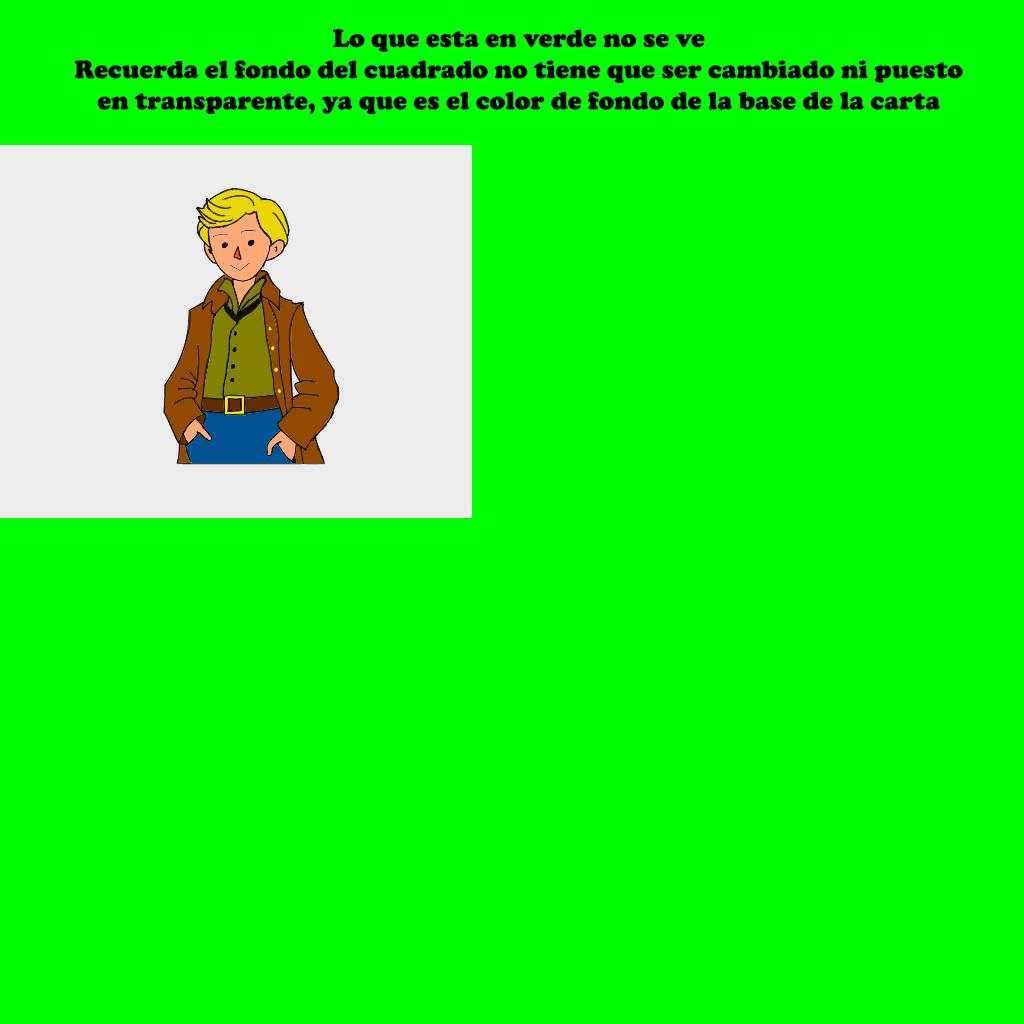 Lo que esta en verde no se ve
Recuerda el fondo del cuadrado no tiene que ser cambiado ni puesto
en transparente, ya que es el color de fondo de la base de la carta